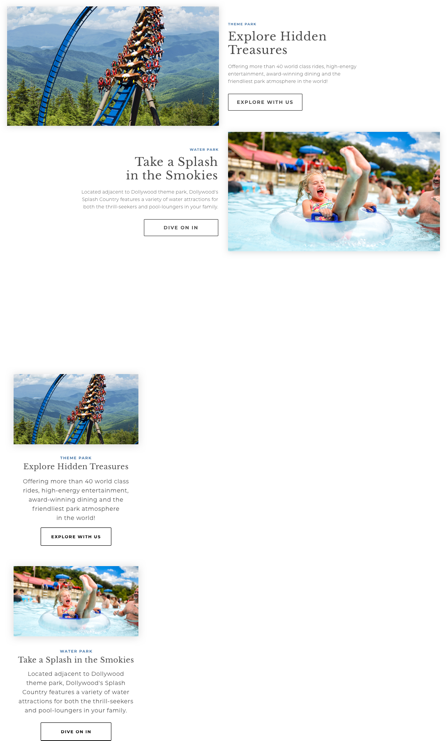 THEME PARK
Explore Hidden
Treasures
Offering more than 40 world-class rides, high-energy
entertainment, award-winning dining and the
friendliest park atmosphere in the world!
EXPLORE WITH US
WATER PARK
Take a Splash
in the Smokies
Located adjacent to Dollywood theme park, Dollywood's
Splash Country features a variety of water attractions for
both the thrill-seekers and pool-loungers in your family.
DIVE ON IN
THEME PARK
Explore Hidden Treasures
Offering more than 40 world class
rides, high-energy entertainment,
award-winning dining and the
friendliest park atmosphere
in the world!
EXPLORE WITH US
WATER PARK
Take a Splash in the Smokies
Located adjacent to Dollywood
theme park, Dollywood's Splash
Country features a variety of water
attractions for both the thrill-seekers
and pool-loungers in your family.
DIVE ON IN